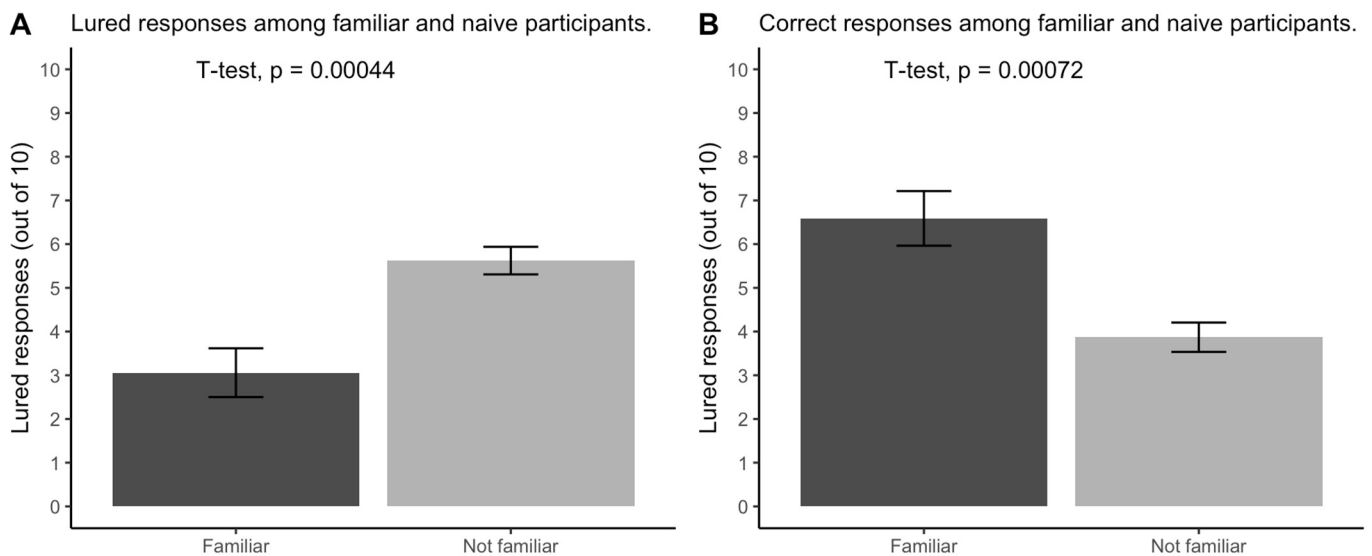 A Lured responses among familiar and naive participants.
T-test, p = 0.00044
Lured responses (out of 10)
10
9
8
7
6
5
4
3
2
1
0
Familiar Not familiar
B Correct responses among familiar and naive participants.
T-test, p = 0.00072
Lured responses (out of 10)
10
9
8
7
6
5
4
3
2
1
0
Familiar Not familiar